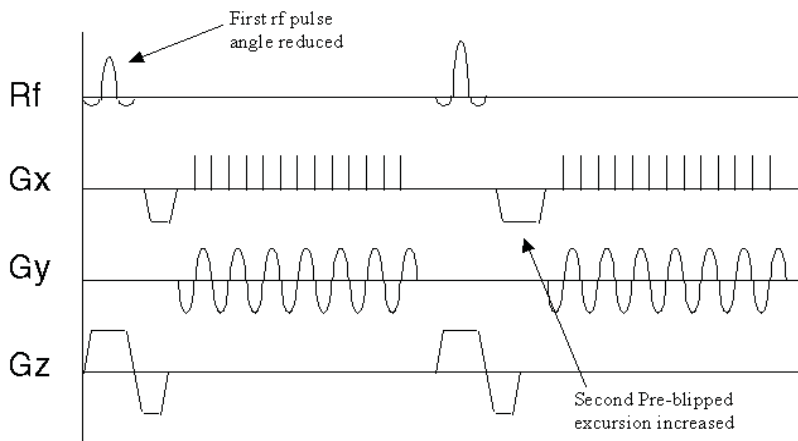 First rf pulse
angle reduced
Rf
Gx
Gy
Gz
Second Pre-blipped
excursion increased